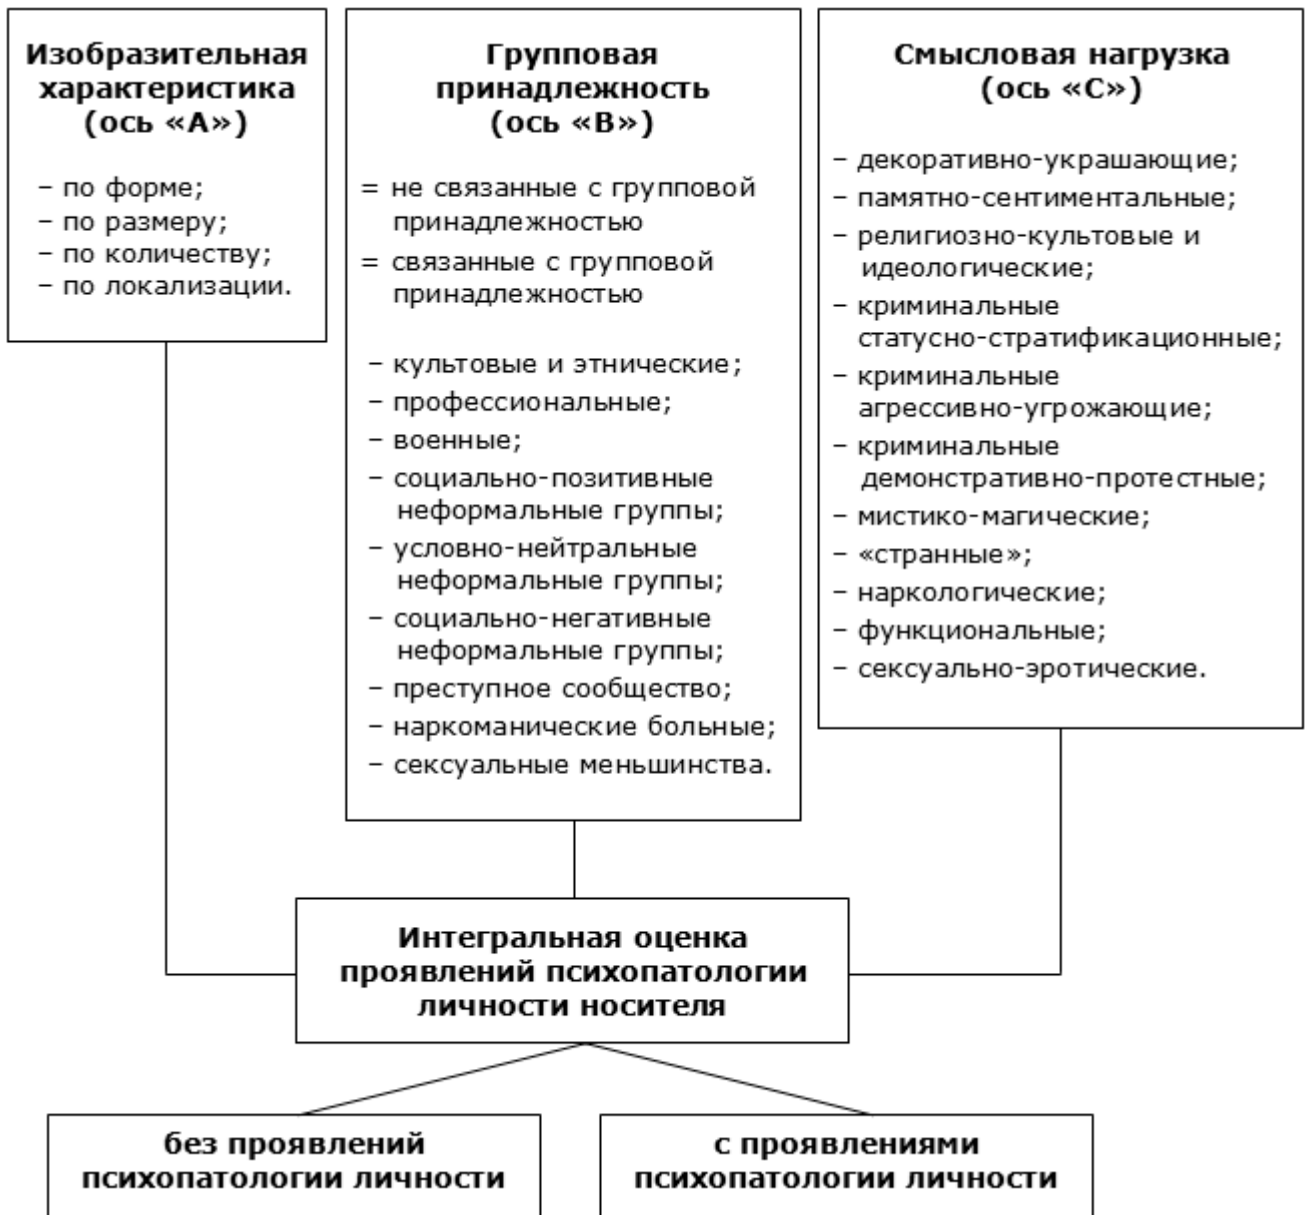 Изобразительная
характеристика
(ось «А»)
– по форме;
– по размеру;
– по количеству;
– по локализации.
Групповая
принадлежность
(ось «В»)
= не связанные с групповой
принадлежностью
= связанные с групповой
принадлежностью
– культовые и этнические;
– профессиональные;
– военные;
– социально-позитивные
неформальные группы;
– условно-нейтральные
неформальные группы;
– социально-негативные
неформальные группы;
– преступное сообщество;
– наркоманические больные;
– сексуальные меньшинства.
Смысловая нагрузка
(ось «С»)
– декоративно-украшающие;
– памятно-сентиментальные;
– религиозно-культовые и
идеологические;
– криминальные
статусно-стратификационные;
– криминальные
агрессивно-угрожающие;
– криминальные
демонстративно-протестные;
– мистико-магические;
– «странные»;
– наркологические;
– функциональные;
– сексуально-эротические.
Интегральная оценка
проявлений психопатологии
личности носителя
без проявлений
психопатологии личности
с проявлениями
психопатологии личности